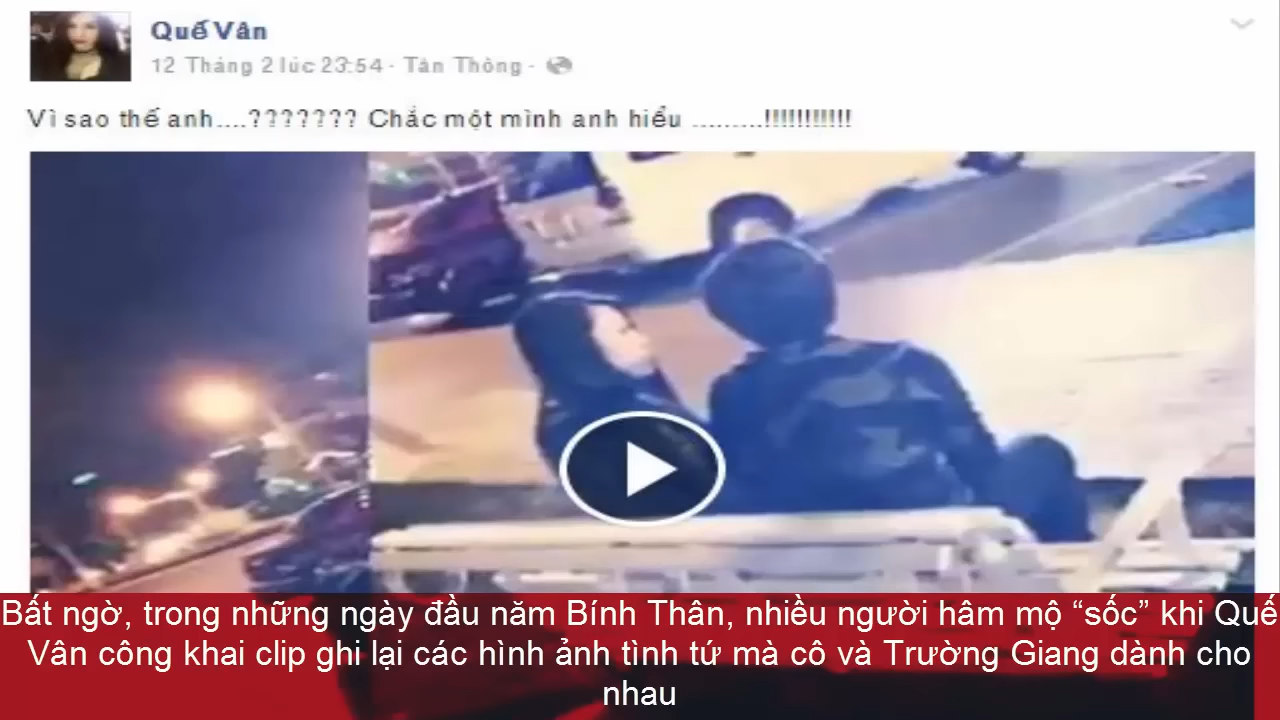 Quế Vân
12 Tháng 2 lúc 23:54 · Tân Thông ·
Vì sao thế anh....??????? Chắc một mình anh hiểu .........!!!!!!!!!!!
Bất ngờ, trong những ngày đầu năm Bính Thân, nhiều người hâm mộ “sốc” khi Quế
Vân công khai clip ghi lại các hình ảnh tình tứ mà cô và Trường Giang dành cho
nhau